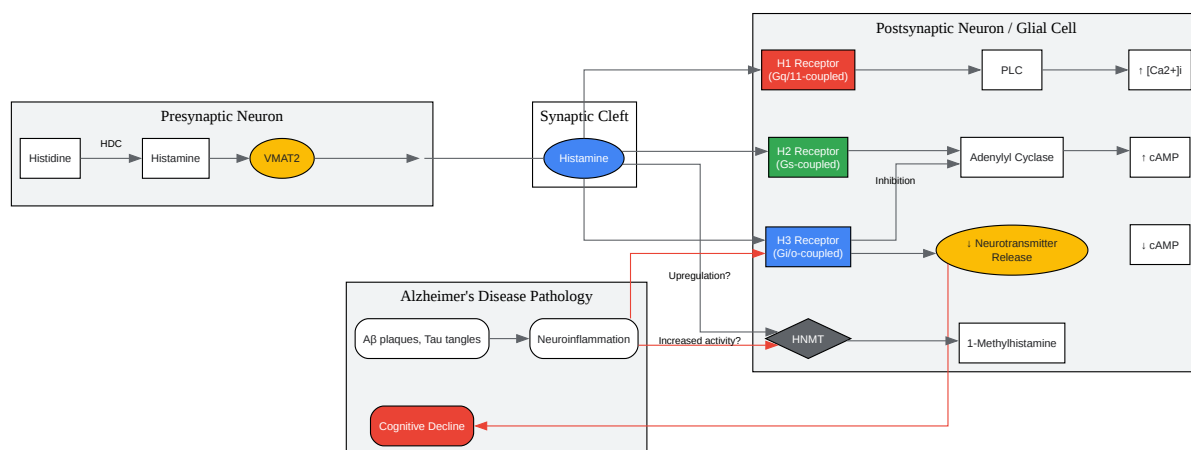 Postsynaptic Neuron / Glial Cell
H1 Receptor
(Gq/11-coupled)
PLC
↑ [Ca2+]i
Presynaptic Neuron
Synaptic Cleft
HDC
Histidine
Histamine
VMAT2
Histamine
H2 Receptor
(Gs-coupled)
Adenylyl Cyclase
↑ cAMP
Inhibition
H3 Receptor
(Gi/o-coupled)
↓ Neurotransmitter
Release
↓ cAMP
Upregulation?
Alzheimer's Disease Pathology
Aβ plaques, Tau tangles
Neuroinflammation
Increased activity?
HNMT
1-Methylhistamine
Cognitive Decline